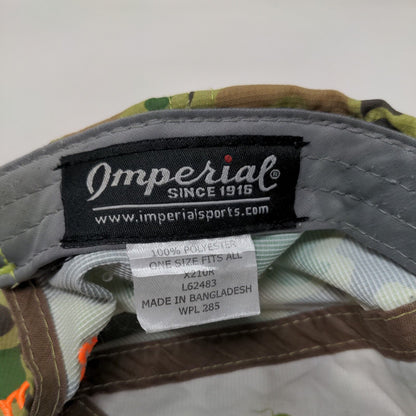 Imperial®
SINCE 1916
www.imperialsports.com
100% POLYESTER
ONE SIZE FITS ALL
X210R
L62483
MADE IN BANGLADESH
WPL 285